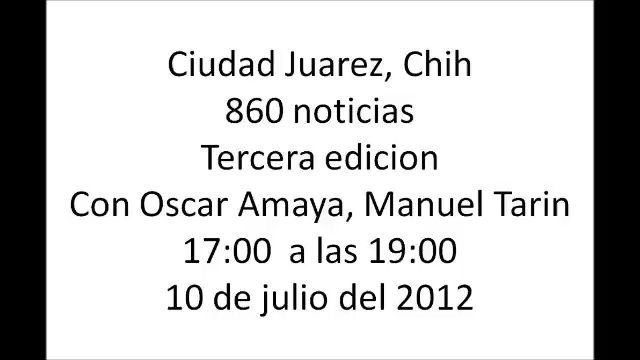 Ciudad Juarez, Chih
860 noticias
Tercera edicion
Con Oscar Amaya, Manuel Tarin
17:00  a las 19:00
10 de julio del 2012